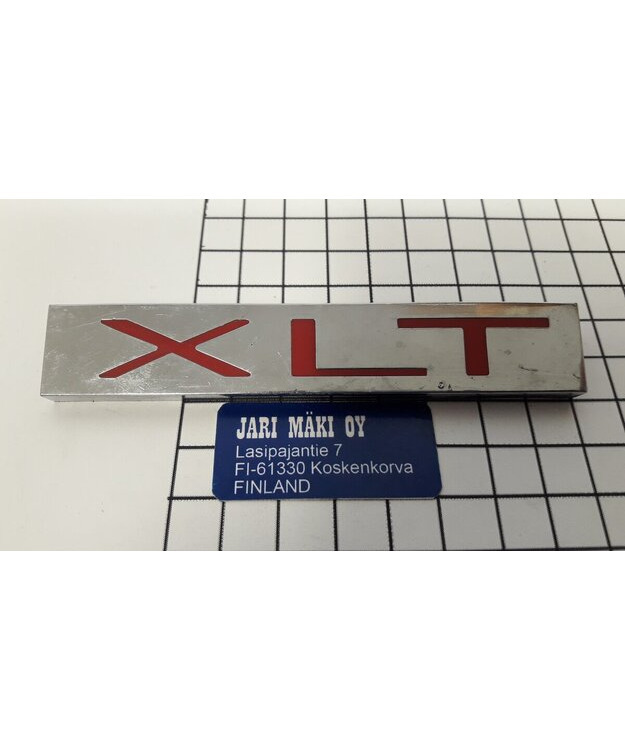 XLT
JARI MÄKI OY
Lasipajantie 7
FI-61330 Koskenkorva
FINLAND